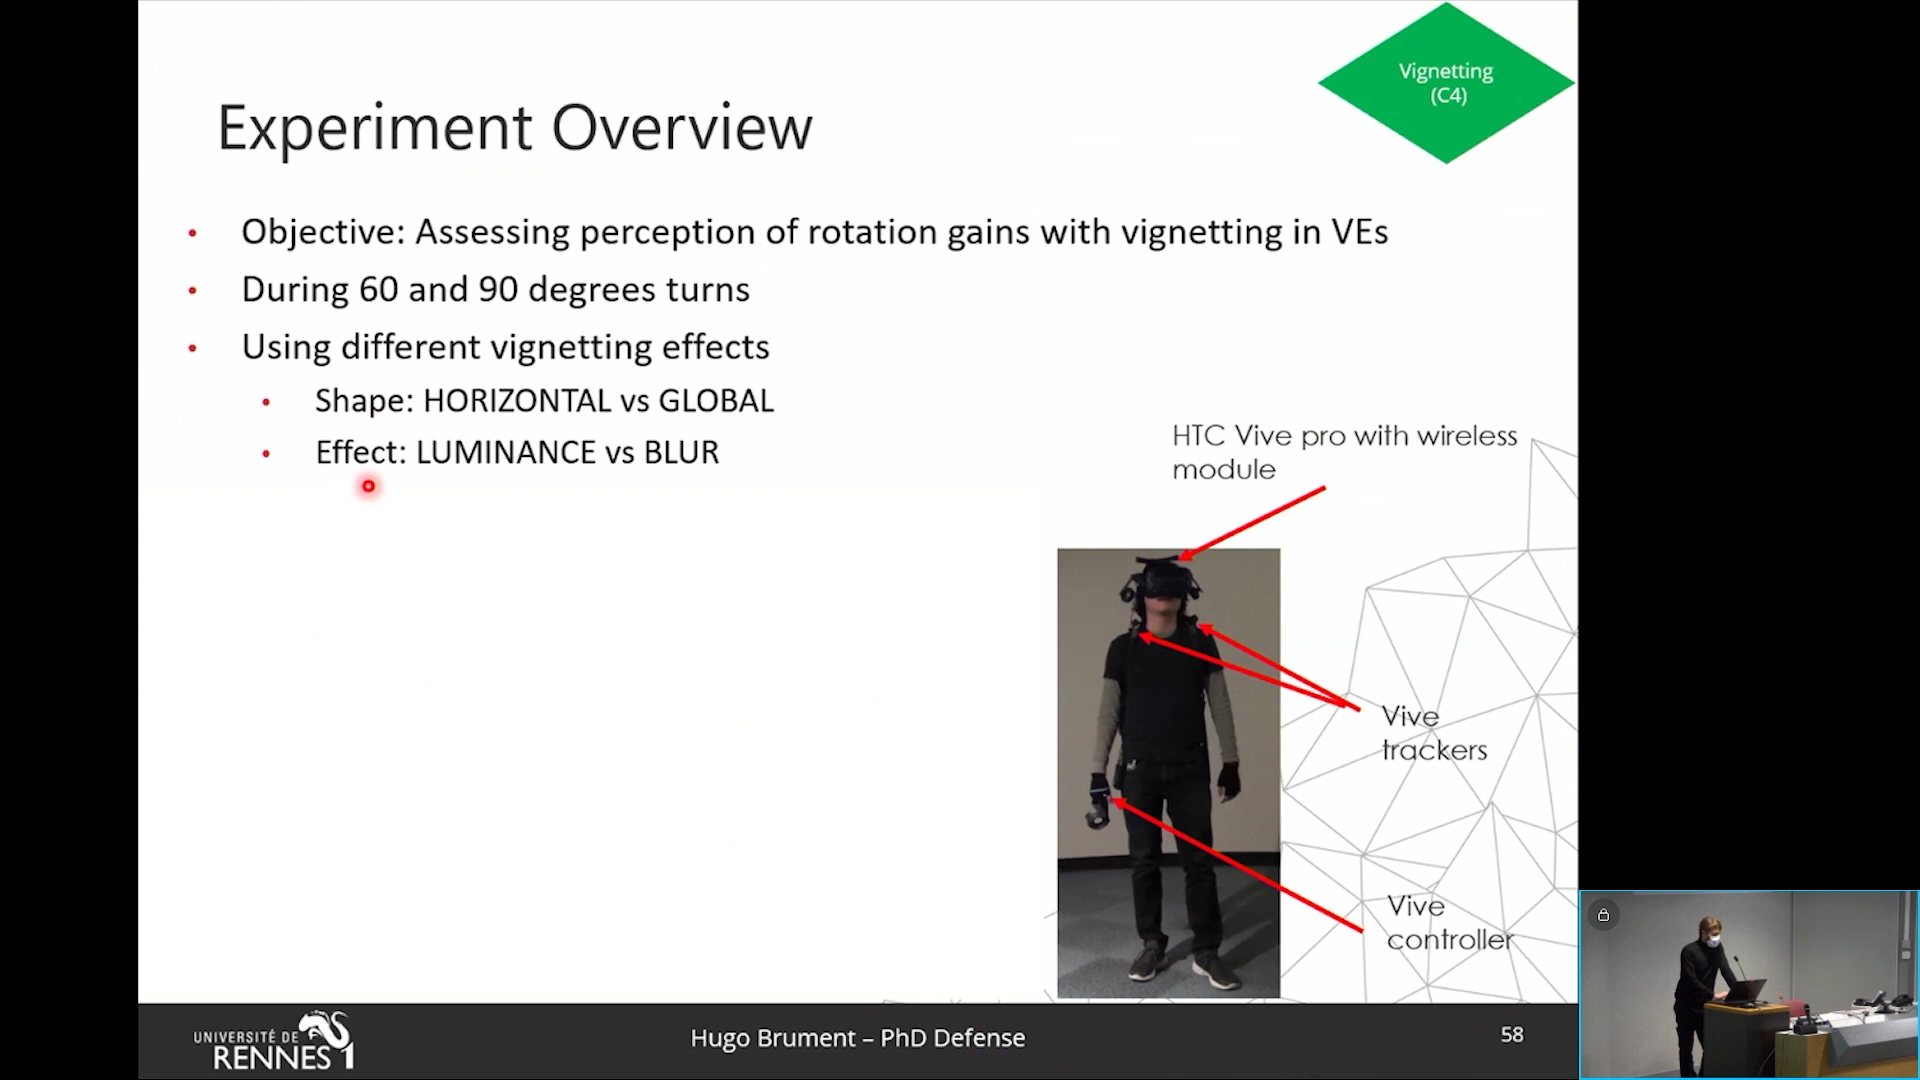 Vignetting
(C4)
Experiment Overview
Objective: Assessing perception of rotation gains with vignetting in VEs
During 60 and 90 degrees turns
Using different vignetting effects
Shape: HORIZONTAL vs GLOBAL
Effect: LUMINANCE vs BLUR
HTC Vive pro with wireless
module
Vive
trackers
Vive
controller
UNIVERSITÉ DE
RENNES 1
Hugo Brument – PhD Defense
58